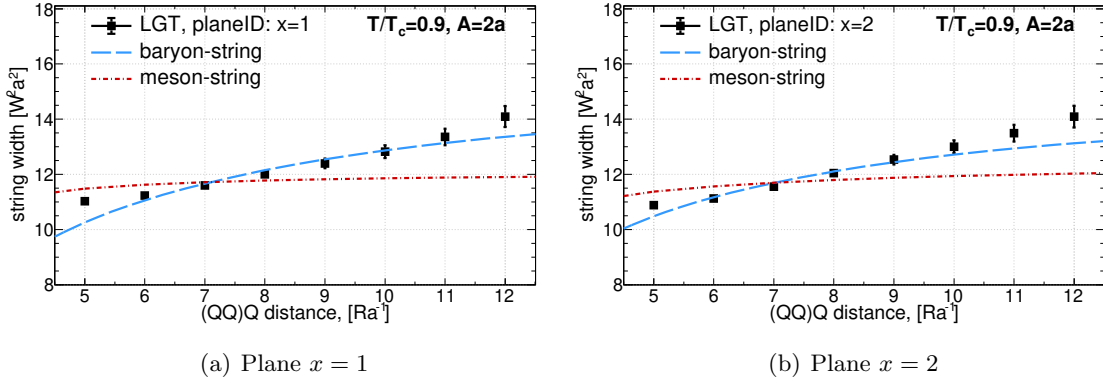 LGT, planeID: x=1
T/Tc=0.9, A=2a
baryon-string
meson-string
string width [W²a²]
18
16
14
12
10
8
5 6 7 8 9 10 11 12
(QQ)Q distance, [Ra⁻¹]
(a) Plane x = 1
LGT, planeID: x=2
T/Tc=0.9, A=2a
baryon-string
meson-string
string width [W²a²]
18
16
14
12
10
8
5 6 7 8 9 10 11 12
(QQ)Q distance, [Ra⁻¹]
(b) Plane x = 2